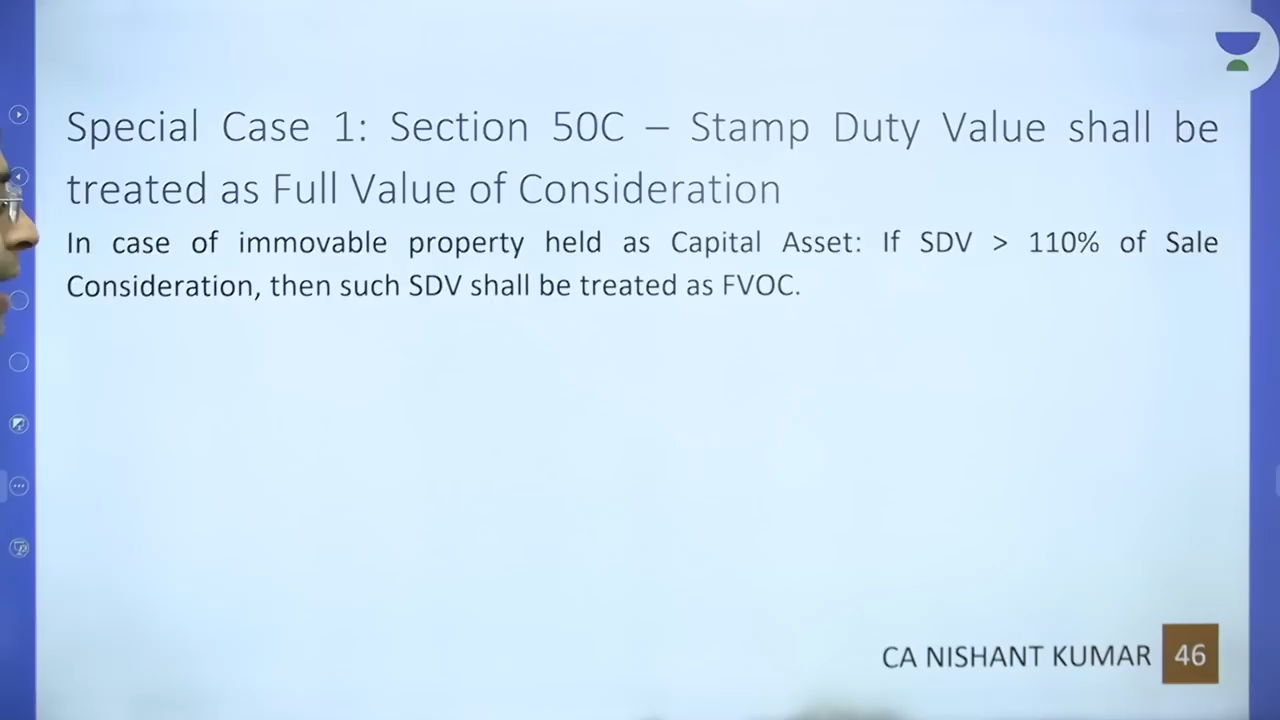 Special Case 1: Section 50C – Stamp Duty Value shall be
treated as Full Value of Consideration
In case of immovable property held as Capital Asset: If SDV > 110% of Sale
Consideration, then such SDV shall be treated as FVOC.
CA NISHANT KUMAR 46